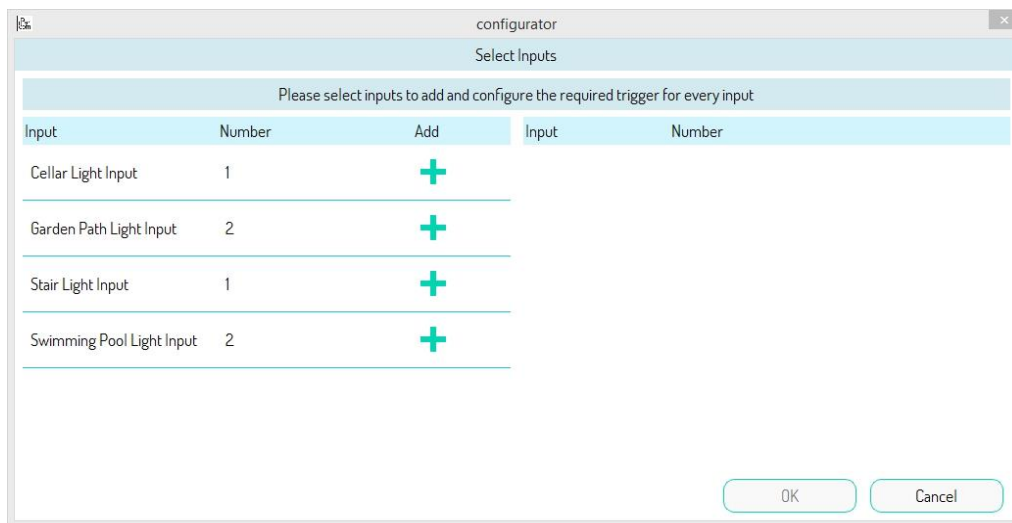 configurator
Select Inputs
Please select inputs to add and configure the required trigger for every input
Input Number Add Input Number
Cellar Light Input 1
Garden Path Light Input 2
Stair Light Input 1
Swimming Pool Light Input 2
OK Cancel